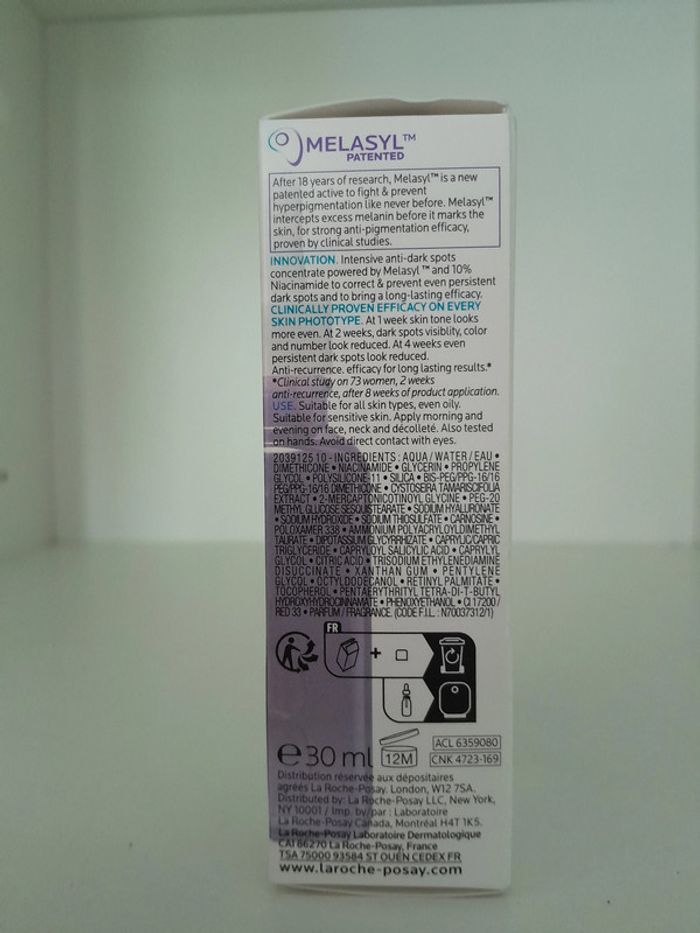 MELASYL™
PATENTED
After 18 years of research, Melasyl™ is a new
patented active to fight & prevent
hyperpigmentation like never before. Melasyl™
intercepts excess melanin before it marks the
skin, for strong anti-pigmentation efficacy,
proven by clinical studies.
INNOVATION. Intensive anti-dark spots
concentrate powered by Melasyl ™ and 10%
Niacinamide to correct & prevent even persistent
dark spots and to bring a long-lasting efficacy.
CLINICALLY PROVEN EFFICACY ON EVERY
SKIN PHOTOTYPE. At 1 week skin tone looks
more even. At 2 weeks, dark spots visiblity, color
and number look reduced. At 4 weeks even
persistent dark spots look reduced.
Anti-recurrence. efficacy for long lasting results.*
*Clinical study on 73 women, 2 weeks
anti-recurrence, after 8 weeks of product application.
USE. Suitable for all skin types, even oily.
Suitable for sensitive skin. Apply morning and
evening on face, neck and décolleté. Also tested
on hands. Avoid direct contact with eyes.
2039125 10 - INGREDIENTS: AQUA / WATER / EAU •
DIMETHICONE • NIACINAMIDE • GLYCERIN • PROPYLENE
GLYCOL • POLYSILICONE-11 • SILICA • BIS-PEG/PPG-16/16
PEG/PPG-16/16 DIMETHICONE • CYSTOSEIRA TAMARISCIFOLIA
EXTRACT • 2-MERCAPTONICOTINOYL GLYCINE • PEG-20
METHYL GLUCOSE SESQUISTEARATE • SODIUM HYALURONATE
• SODIUM HYDROXIDE • SODIUM THIOSULFATE • CARNOSINE •
POLOXAMER 338 • AMMONIUM POLYACRYLOYLDIMETHYL
TAURATE • DIPOTASSIUM GLYCYRRHIZATE • CAPRYLIC/CAPRIC
TRIGLYCERIDE • CAPRYLOYL SALICYLIC ACID • CAPRYLYL
GLYCOL • CITRIC ACID • TRISODIUM ETHYLENEDIAMINE
DISUCCINATE • XANTHAN GUM • PENTYLENE
GLYCOL • OCTYLDODECANOL • RETINYL PALMITATE •
TOCOPHEROL • PENTAERYTHRITYL TETRA-DI-T-BUTYL
HYDROXYHYDROCINNAMATE • PHENOXYETHANOL • CI 17200 /
RED 33 • PARFUM / FRAGRANCE. (CODE F.I.L. : N70037312/1)
FR
+
e 30 ml
12M
ACL 6359080
CNK 4723-169
Distribution réservée aux dépositaires
agréés La Roche-Posay. London, W12 7SA.
Distributed by: La Roche-Posay LLC, New York,
NY 10001 / Imp. by/par : Laboratoire
La Roche-Posay Canada, Montréal H4T 1K5.
La Roche-Posay Laboratoire Dermatologique
CAI 86270 La Roche-Posay, France
TSA 75000 93584 ST OUEN CEDEX FR
www.laroche-posay.com